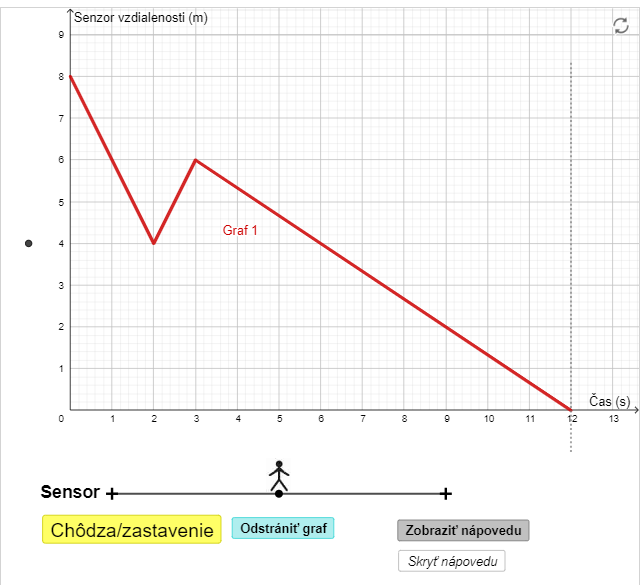 Senzor vzdialenosti (m)
9
8
7
6
5
4
3
2
1
Graf 1
Čas (s)
0 1 2 3 4 5 6 7 8 9 10 11 12 13
Sensor
Chôdza/zastavenie
Odstrániť graf
Zobraziť nápovedu
Skryť nápovedu